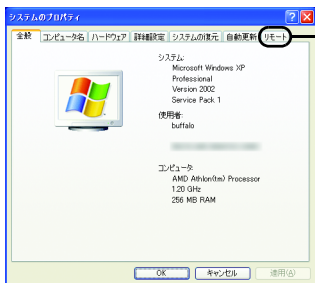 システムのプロパティ
全般 コンピュータ名 ハードウェア 詳細設定 システムの復元 自動更新 リモート
システム:
Microsoft Windows XP
Professional
Version 2002
Service Pack 1
使用者:
buffalo
コンピュータ:
AMD Athlon(tm) Processor
1.20 GHz
256 MB RAM
OK キャンセル 適用(A)